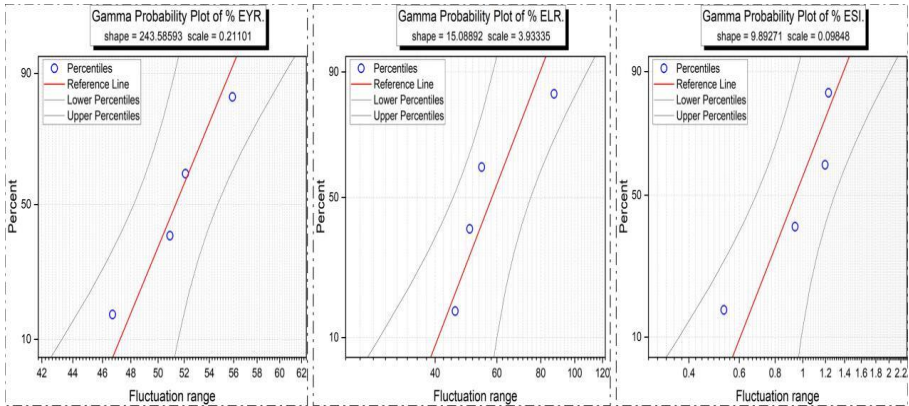 Gamma Probability Plot of % EYR.
shape = 243.58593 scale = 0.21101
Percentiles
Reference Line
Lower Percentiles
Upper Percentiles
90
50
10
Percent
42 44 46 48 50 52 54 56 58 60 62
Fluctuation range
Gamma Probability Plot of % ELR.
shape = 15.08892 scale = 3.93335
Percentiles
Reference Line
Lower Percentiles
Upper Percentiles
90
50
10
Percent
40 60 80 100 120
Fluctuation range
Gamma Probability Plot of % ESI.
shape = 9.89271 scale = 0.09848
Percentiles
Reference Line
Lower Percentiles
Upper Percentiles
90
50
10
Percent
0.4 0.6 0.8 1 1.2 1.4 1.6 1.8 2 2.2
Fluctuation range